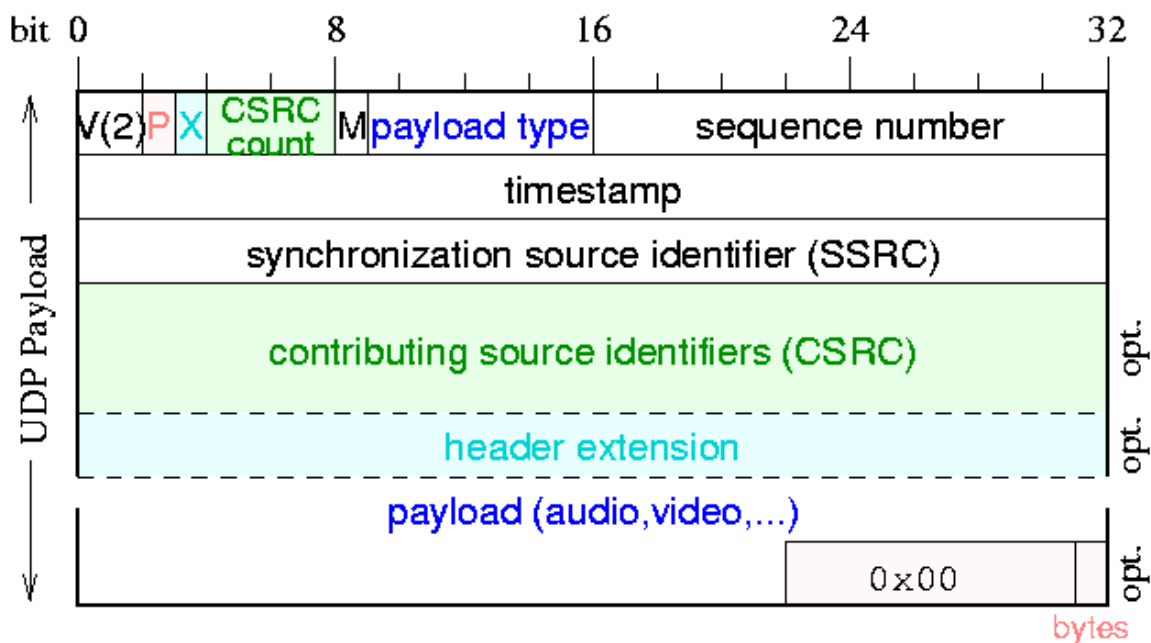 bit 0 8 16 24 32
V(2) P X CSRC count M payload type sequence number
timestamp
synchronization source identifier (SSRC)
contributing source identifiers (CSRC) opt.
header extension opt.
payload (audio,video,...)
0x00 opt.
bytes
UDP Payload